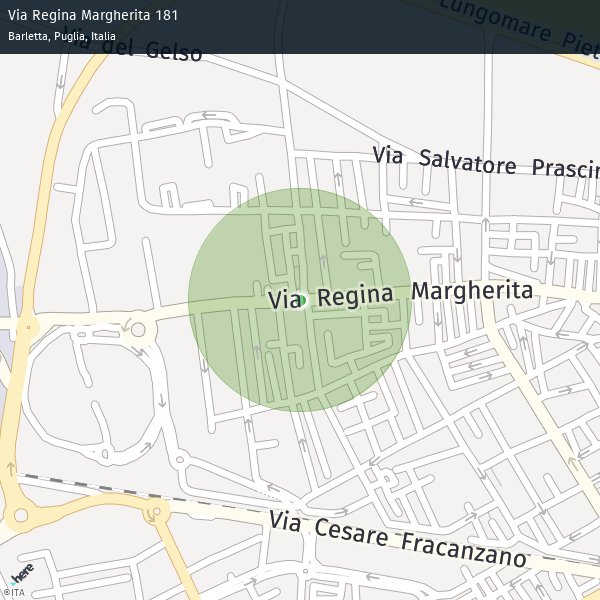 Via Regina Margherita 181
Barletta, Puglia, Italia
Via del Gelso
Lungomare Piet
Via Salvatore Prascin
Via Regina Margherita
Via Cesare Fracanzano
here
©ITA